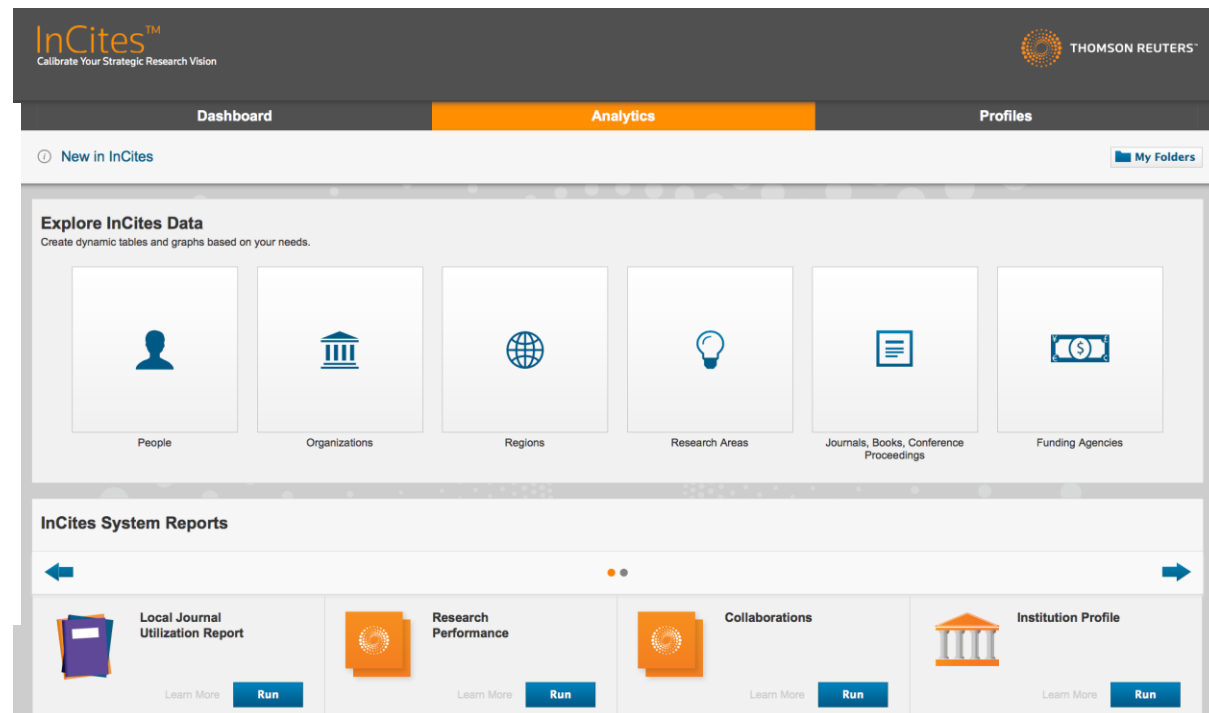 InCites™
Calibrate Your Strategic Research Vision
THOMSON REUTERS™
Dashboard
Analytics
Profiles
New in InCites
My Folders
Explore InCites Data
Create dynamic tables and graphs based on your needs.
People
Organizations
Regions
Research Areas
Journals, Books, Conference
Proceedings
Funding Agencies
InCites System Reports
Local Journal
Utilization Report
Learn More
Run
Research
Performance
Learn More
Run
Collaborations
Learn More
Run
Institution Profile
Learn More
Run